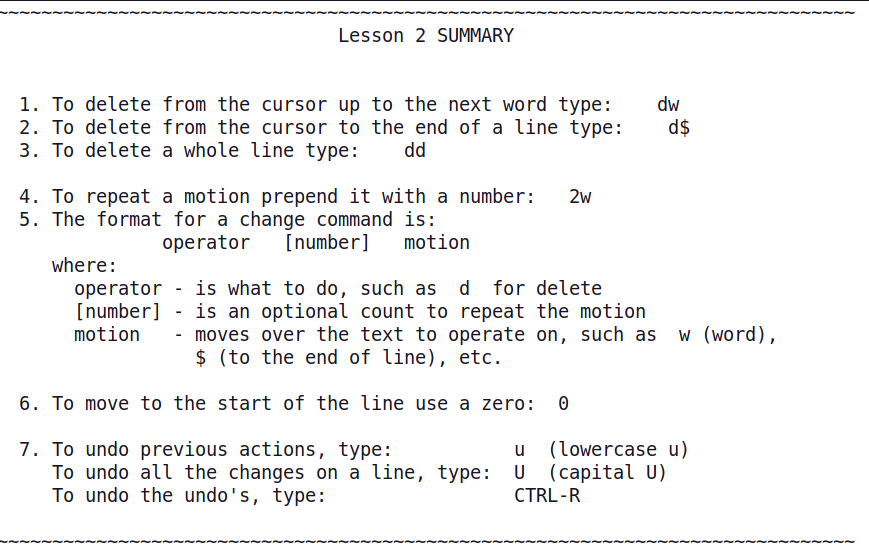 ~~~~~~~~~~~~~~~~~~~~~~~~~~~~~~~~~~~~~~~~~~~~~~~~~~~~~~~~~~~~~~~~~~~~~~~~~~~~~~
Lesson 2 SUMMARY
1. To delete from the cursor up to the next word type:    dw
2. To delete from the cursor to the end of a line type:    d$
3. To delete a whole line type:    dd
4. To repeat a motion prepend it with a number:   2w
5. The format for a change command is:
operator   [number]   motion
where:
operator - is what to do, such as  d  for delete
[number] - is an optional count to repeat the motion
motion   - moves over the text to operate on, such as  w (word),
$ (to the end of line), etc.
6. To move to the start of the line use a zero:  0
7. To undo previous actions, type:           u  (lowercase u)
To undo all the changes on a line, type:  U  (capital U)
To undo the undo's, type:                 CTRL-R
~~~~~~~~~~~~~~~~~~~~~~~~~~~~~~~~~~~~~~~~~~~~~~~~~~~~~~~~~~~~~~~~~~~~~~~~~~~~~~